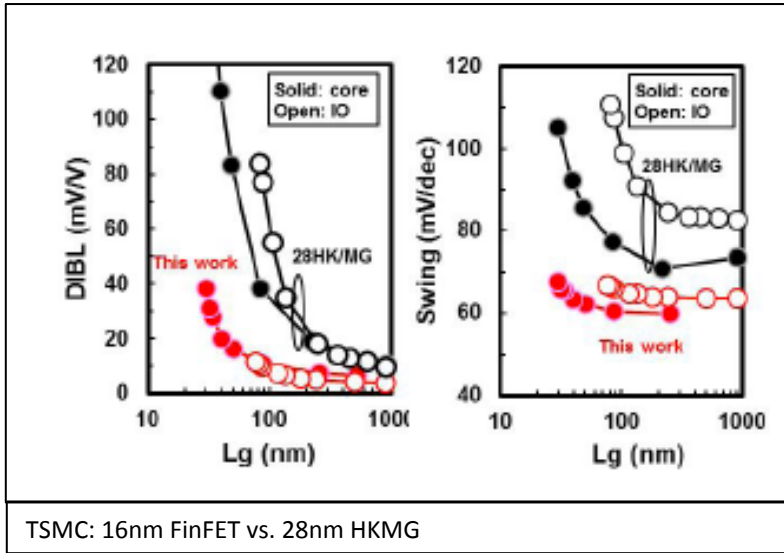 120
100
80
60
40
20
0
DIBL (mV/V)
Solid: core
Open: IO
This work
28HK/MG
10
100
1000
Lg (nm)
120
100
80
60
40
Swing (mV/dec)
Solid: core
Open: IO
28HK/MG
This work
10
100
1000
Lg (nm)
TSMC: 16nm FinFET vs. 28nm HKMG